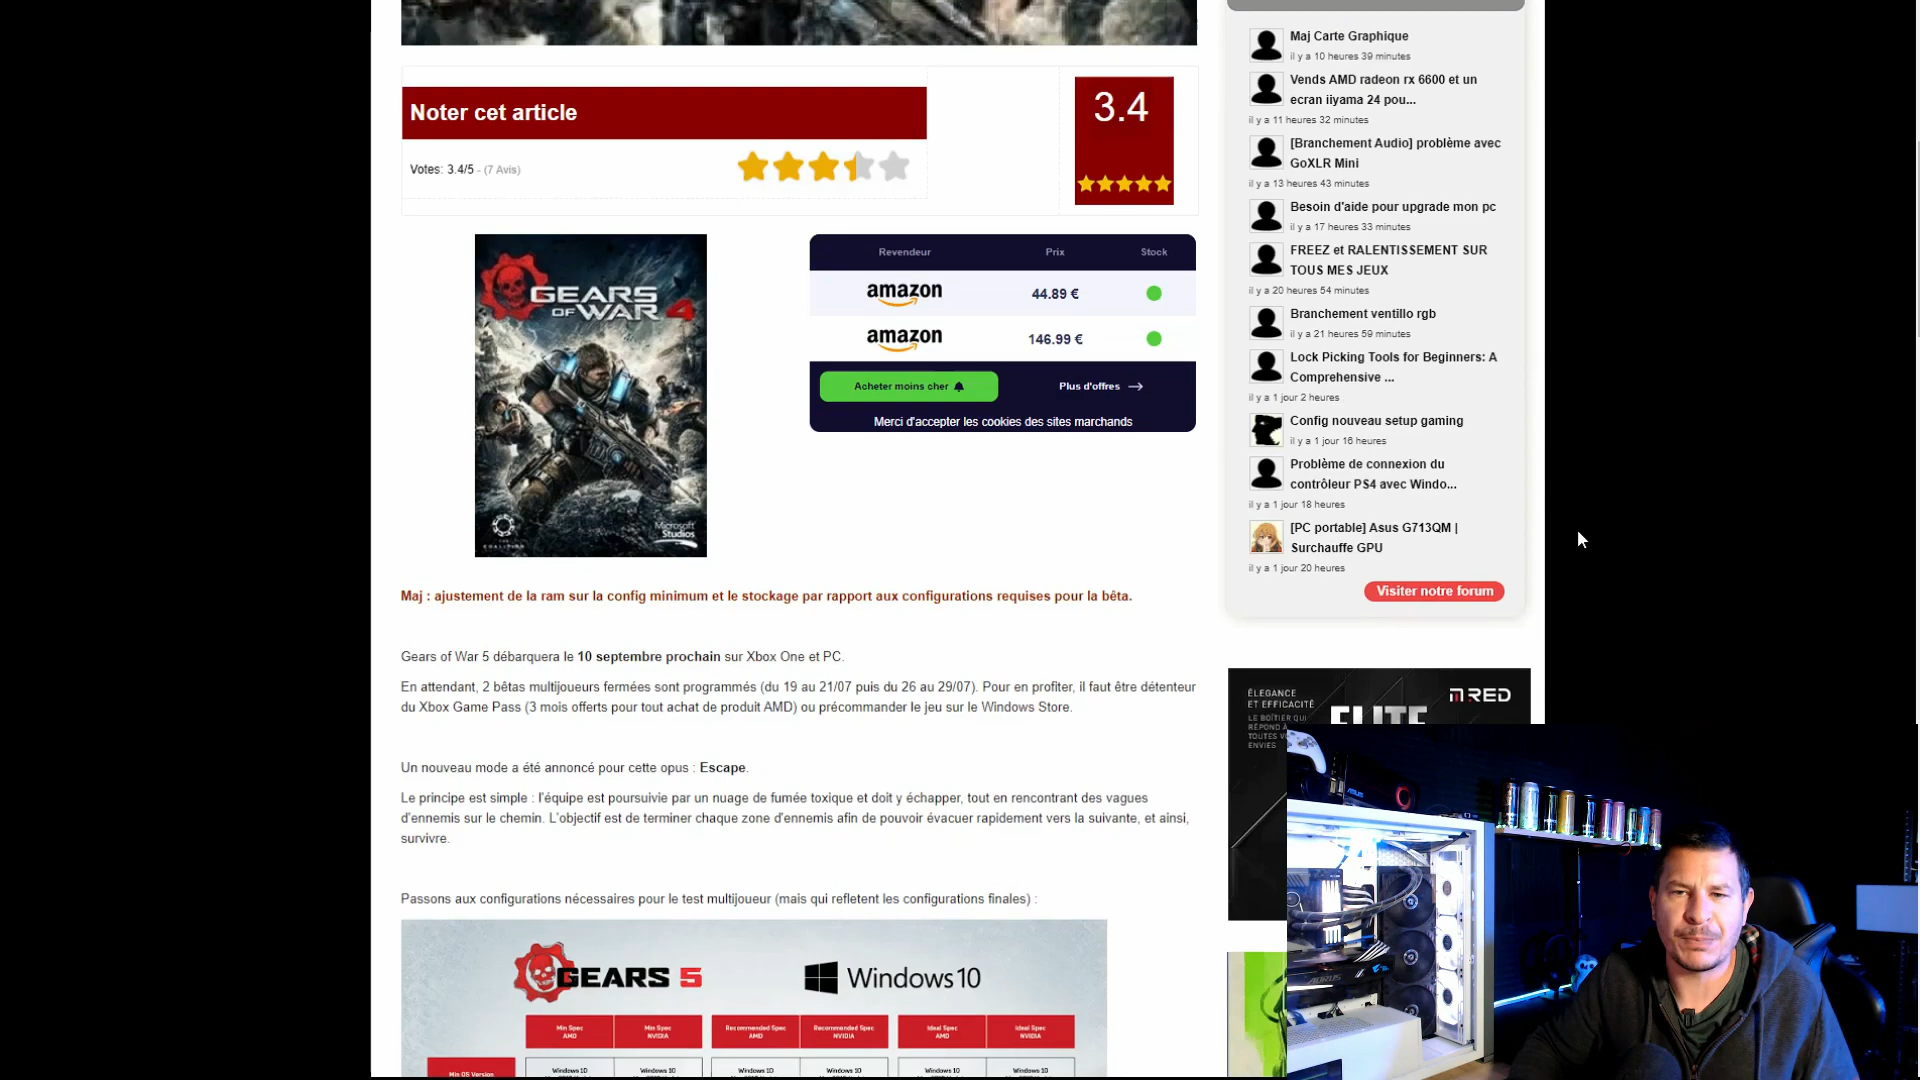 Noter cet article
Votes: 3.4/5 - (7 Avis)
3.4
GEARS
OF WAR 4
Microsoft
Studios
Revendeur Prix Stock
amazon 44.89 €
amazon 146.99 €
Acheter moins cher Plus d'offres
Merci d'accepter les cookies des sites marchands
Maj : ajustement de la ram sur la config minimum et le stockage par rapport aux configurations requises pour la bêta.
Gears of War 5 débarquera le 10 septembre prochain sur Xbox One et PC.
En attendant, 2 bêtas multijoueurs fermées sont programmés (du 19 au 21/07 puis du 26 au 29/07). Pour en profiter, il faut être détenteur
du Xbox Game Pass (3 mois offerts pour tout achat de produit AMD) ou précommander le jeu sur le Windows Store.
Un nouveau mode a été annoncé pour cette opus : Escape.
Le principe est simple : l'équipe est poursuivie par un nuage de fumée toxique et doit y échapper, tout en rencontrant des vagues
d'ennemis sur le chemin. L'objectif est de terminer chaque zone d'ennemis afin de pouvoir évacuer rapidement vers la suivante, et ainsi,
survivre.
Passons aux configurations nécessaires pour le test multijoueur (mais qui refletent les configurations finales) :
GEARS 5
Windows 10
Min Spec
AMD
Min Spec
NVIDIA
Recommended Spec
AMD
Recommended Spec
NVIDIA
Ideal Spec
AMD
Ideal Spec
NVIDIA
Min OS Version
Windows 10 Windows 10 Windows 10 Windows 10 Windows 10 Windows 10
Maj Carte Graphique
il y a 10 heures 39 minutes
Vends AMD radeon rx 6600 et un
ecran iiyama 24 pou...
il y a 11 heures 32 minutes
[Branchement Audio] problème avec
GoXLR Mini
il y a 13 heures 43 minutes
Besoin d'aide pour upgrade mon pc
il y a 17 heures 33 minutes
FREEZ et RALENTISSEMENT SUR
TOUS MES JEUX
il y a 20 heures 54 minutes
Branchement ventillo rgb
il y a 21 heures 59 minutes
Lock Picking Tools for Beginners: A
Comprehensive ...
il y a 1 jour 2 heures
Config nouveau setup gaming
il y a 1 jour 16 heures
Problème de connexion du
contrôleur PS4 avec Windo...
il y a 1 jour 18 heures
[PC portable] Asus G713QM |
Surchauffe GPU
il y a 1 jour 20 heures
Visiter notre forum
ÉLEGANCE
ET EFFICACITÉ
LE BOÎTIER QUI
RÉPOND À
TOUTES V
ENVIES
RED
ELITE
AORUS